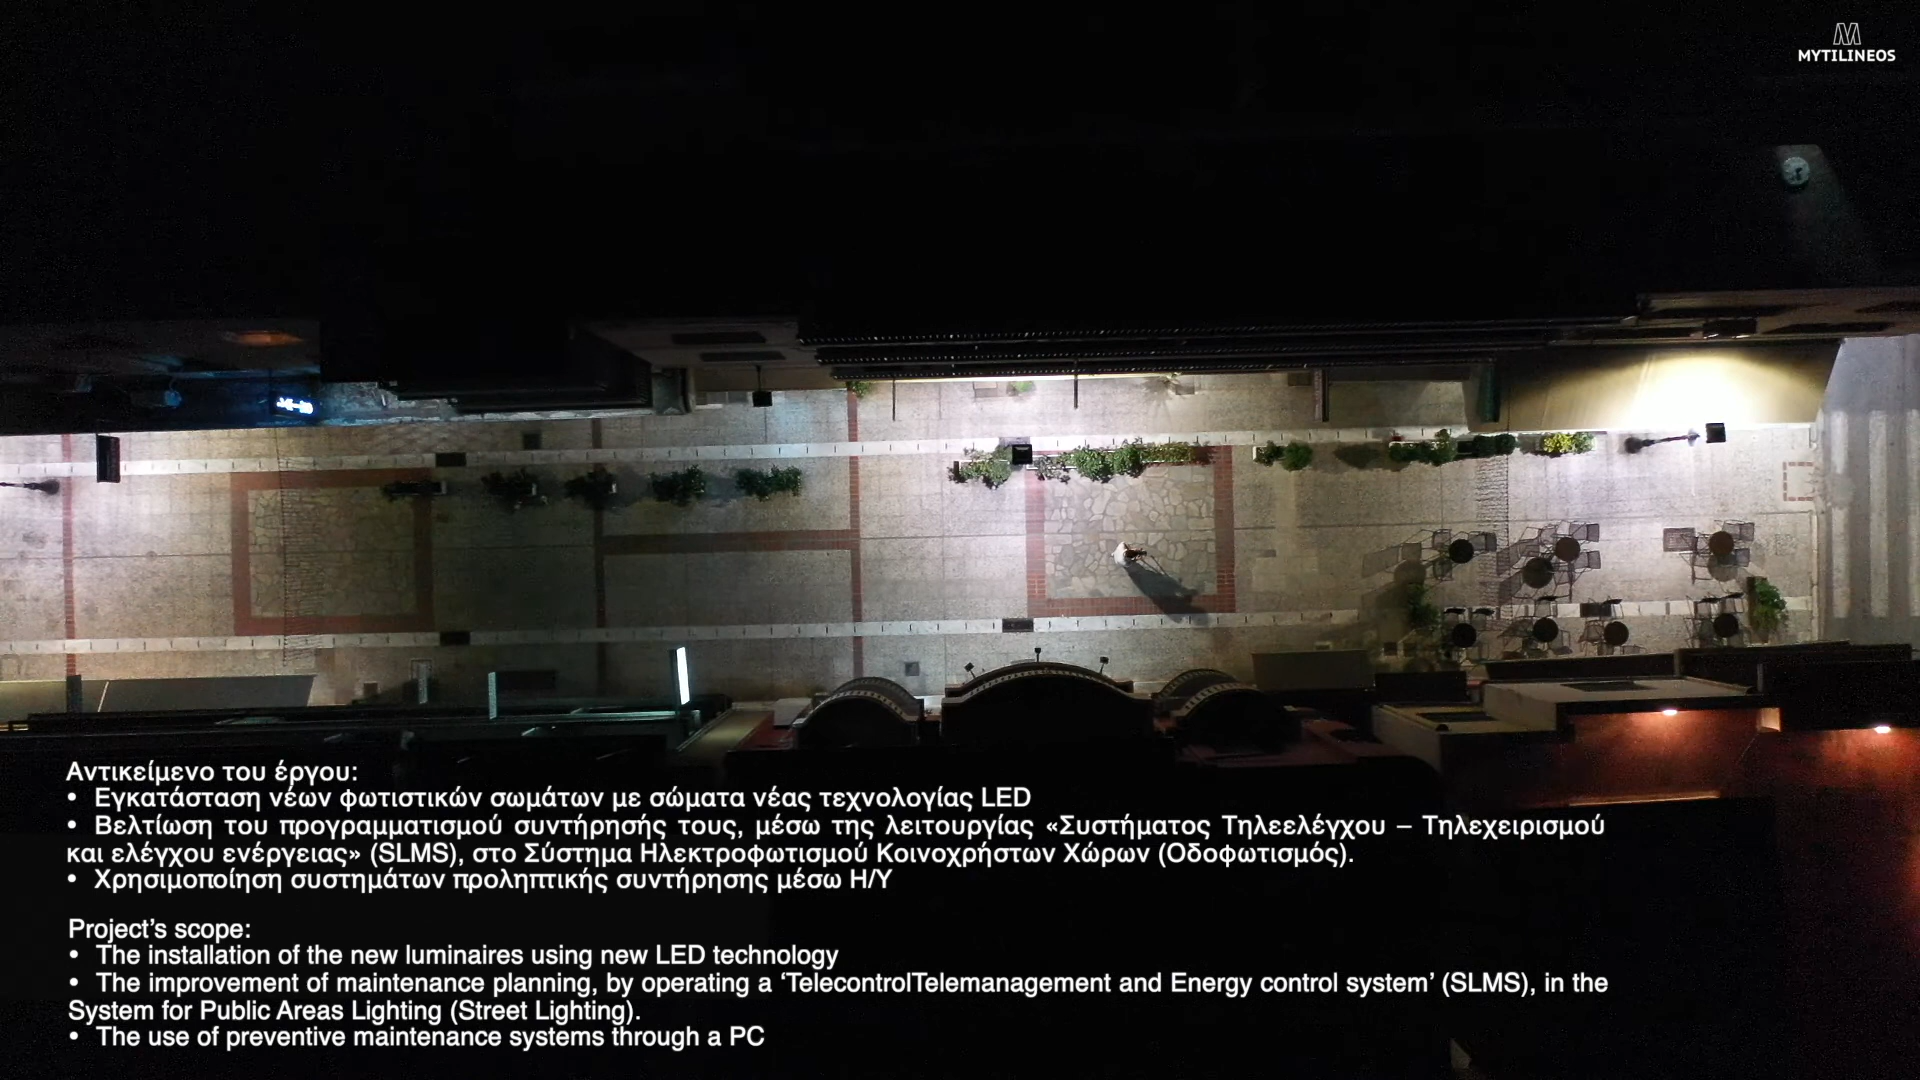 MYTILINEOS
Αντικείμενο του έργου:
• Εγκατάσταση νέων φωτιστικών σωμάτων με σώματα νέας τεχνολογίας LED
• Βελτίωση του προγραμματισμού συντήρησής τους, μέσω της λειτουργίας «Συστήματος Τηλεελέγχου – Τηλεχειρισμού
και ελέγχου ενέργειας» (SLMS), στο Σύστημα Ηλεκτροφωτισμού Κοινοχρήστων Χώρων (Οδοφωτισμός).
• Χρησιμοποίηση συστημάτων προληπτικής συντήρησης μέσω Η/Υ
Project’s scope:
• The installation of the new luminaires using new LED technology
• The improvement of maintenance planning, by operating a ‘TelecontrolTelemanagement and Energy control system’ (SLMS), in the
System for Public Areas Lighting (Street Lighting).
• The use of preventive maintenance systems through a PC